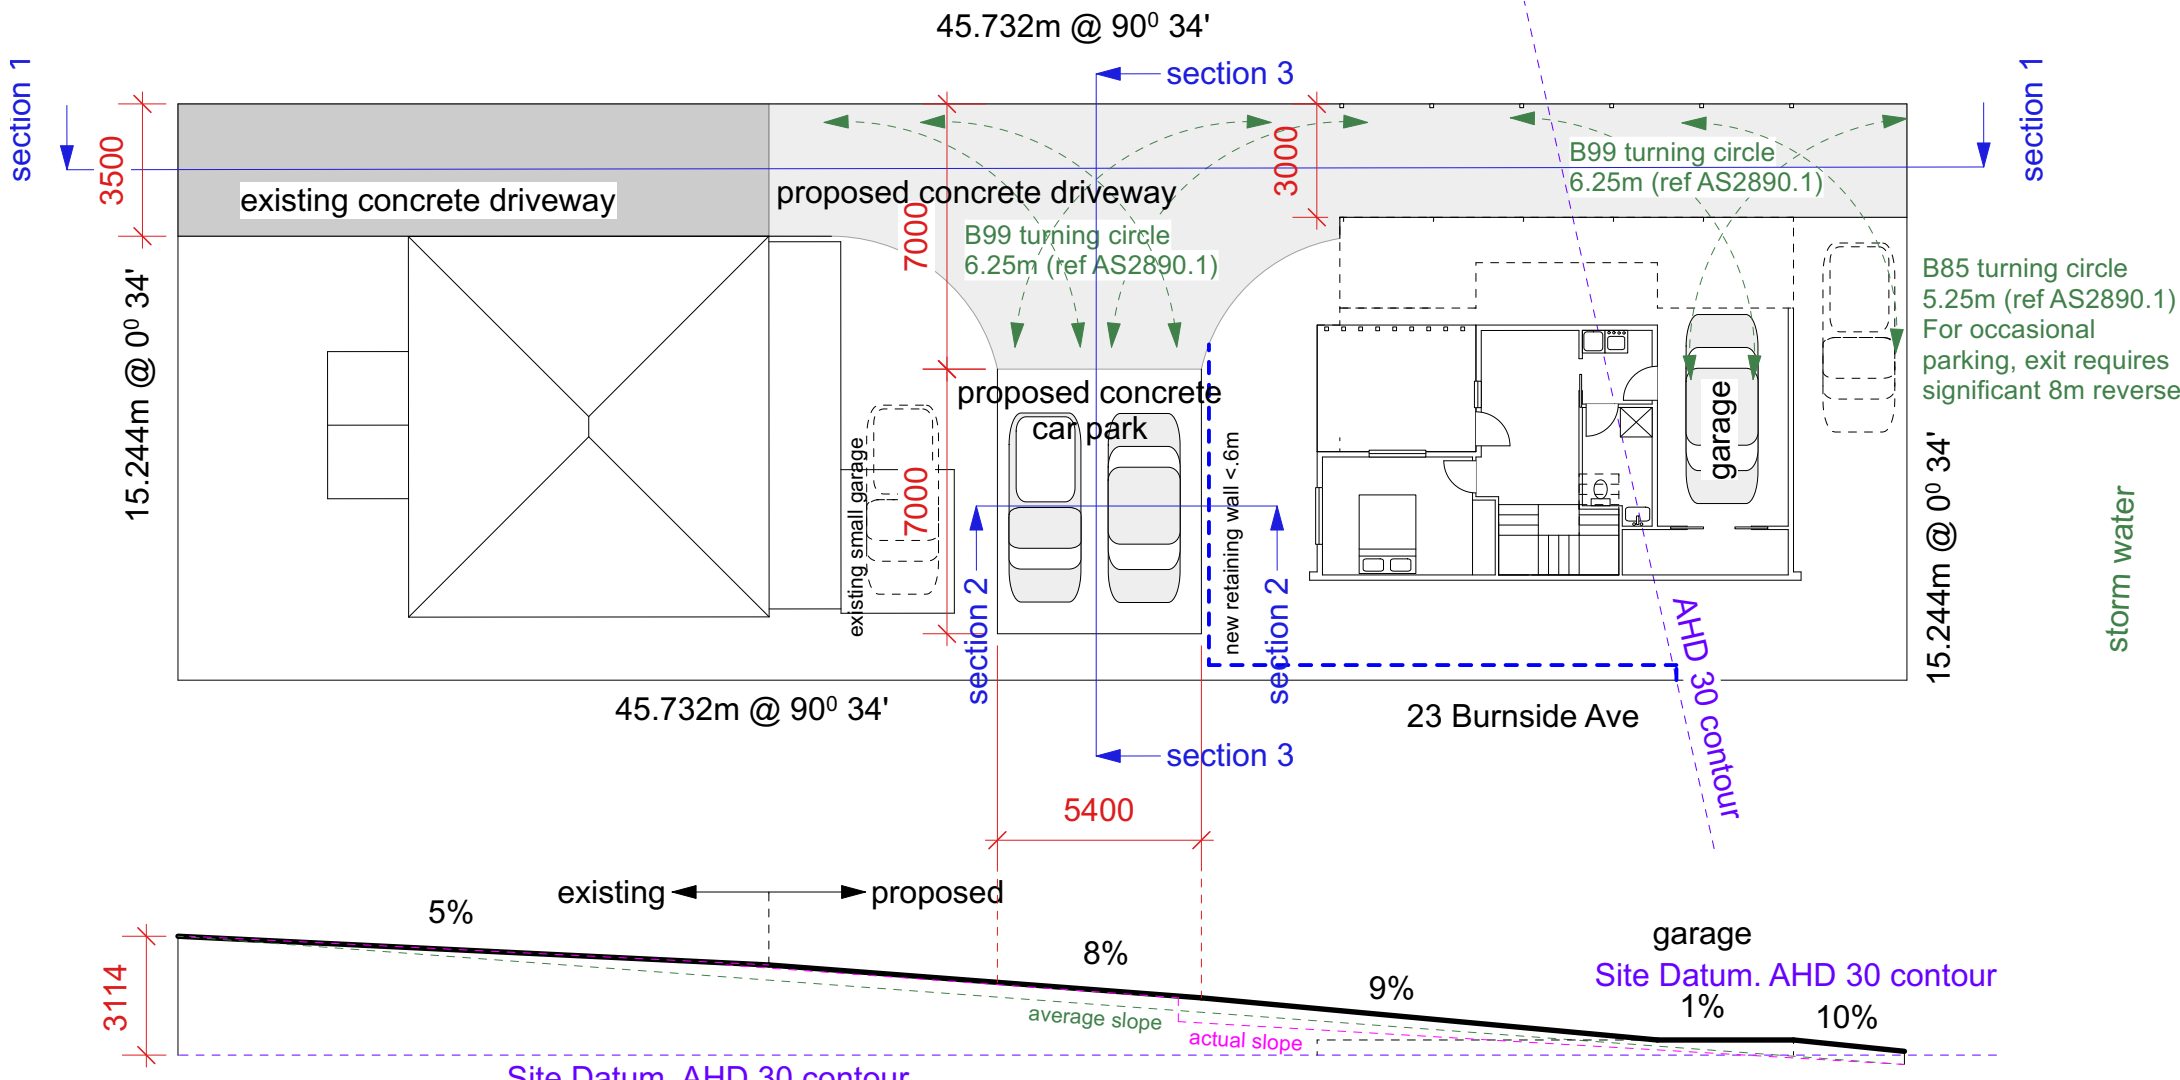 45.732m @ 90⁰ 34'
section 3
section 1
section 1
3500
existing concrete driveway
proposed concrete driveway
7000
3000
B99 turning circle
6.25m (ref AS2890.1)
B99 turning circle
6.25m (ref AS2890.1)
B85 turning circle
5.25m (ref AS2890.1)
For occasional
parking, exit requires
significant 8m reverse
15.244m @ 0⁰ 34'
proposed concrete
car park
existing small garage
7000
new retaining wall <.6m
garage
section 2
section 2
AHD 30 contour
15.244m @ 0⁰ 34'
storm water
45.732m @ 90⁰ 34'
23 Burnside Ave
section 3
5400
existing
proposed
5%
8%
9%
garage
Site Datum. AHD 30 contour
1%
10%
3114
average slope
actual slope
Site Datum. AHD 30 contour